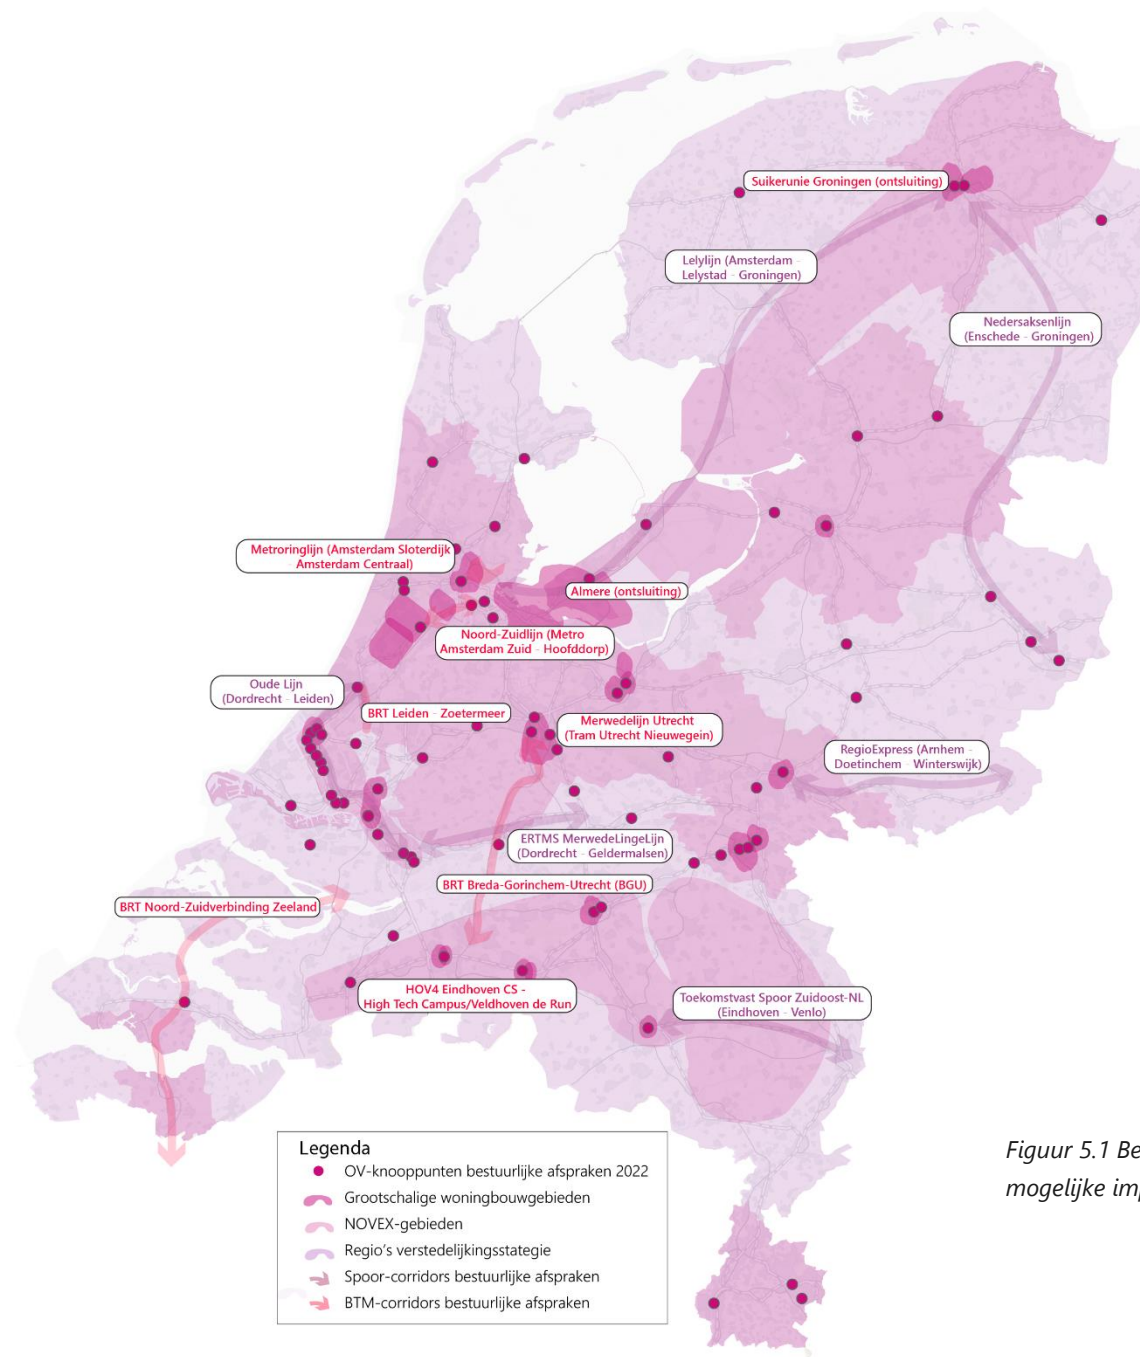 Suikerunie Groningen (ontsluiting)
Lelylijn (Amsterdam -
Lelystad - Groningen)
Nedersaksenlijn
(Enschede - Groningen)
Metroringlijn (Amsterdam Sloterdijk
- Amsterdam Centraal)
Almere (ontsluiting)
Noord-Zuidlijn (Metro
Amsterdam Zuid - Hoofddorp)
Oude Lijn
(Dordrecht - Leiden)
BRT Leiden - Zoetermeer
Merwedelijn Utrecht
(Tram Utrecht Nieuwegein)
RegioExpress (Arnhem -
Doetinchem - Winterswijk)
ERTMS MerwedeLingeLijn
(Dordrecht - Geldermalsen)
BRT Breda-Gorinchem-Utrecht (BGU)
BRT Noord-Zuidverbinding Zeeland
HOV4 Eindhoven CS -
High Tech Campus/Veldhoven de Run
Toekomstvast Spoor Zuidoost-NL
(Eindhoven - Venlo)
Legenda
OV-knooppunten bestuurlijke afspraken 2022
Grootschalige woningbouwgebieden
NOVEX-gebieden
Regio's verstedelijkingsstategie
Spoor-corridors bestuurlijke afspraken
BTM-corridors bestuurlijke afspraken
Figuur 5.1 Be
mogelijke imp